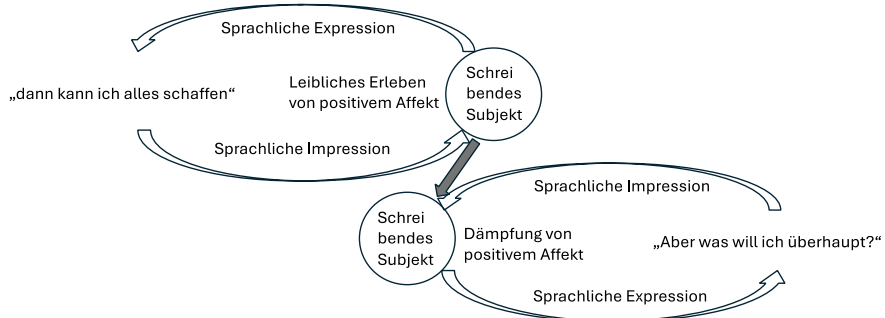 Sprachliche Expression
„dann kann ich alles schaffen“
Leibliches Erleben
von positivem Affekt
Schrei
bendes
Subjekt
Sprachliche Impression
Sprachliche Impression
Schrei
bendes
Subjekt
Dämpfung von
positivem Affekt
„Aber was will ich überhaupt?“
Sprachliche Expression